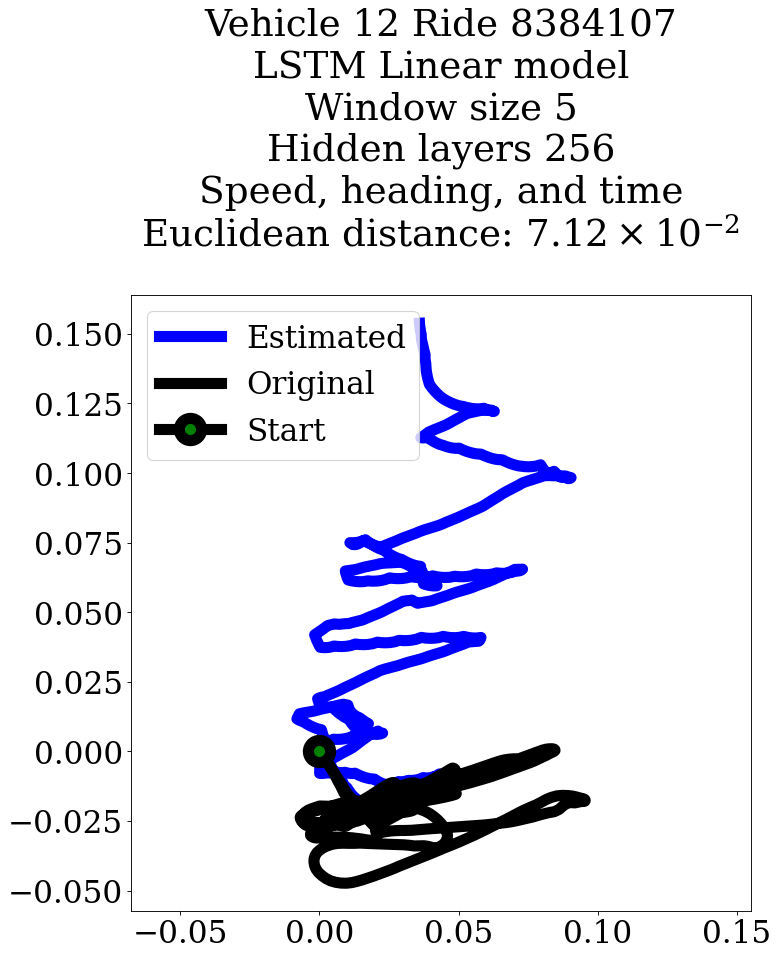 Vehicle 12 Ride 8384107
LSTM Linear model
Window size 5
Hidden layers 256
Speed, heading, and time
Euclidean distance: 7.12 × 10⁻²
Estimated
Original
Start
0.150
0.125
0.100
0.075
0.050
0.025
0.000
−0.025
−0.050
−0.05 0.00 0.05 0.10 0.15